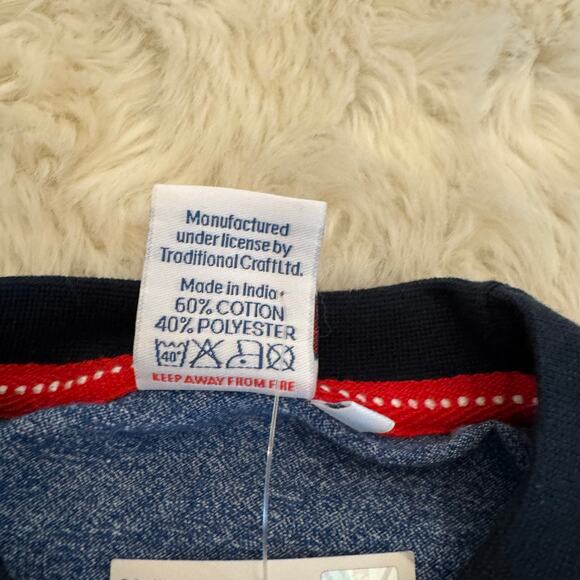 Manufactured
under license by
Traditional Craft Ltd.
Made in India
60% COTTON
40% POLYESTER
40°
KEEP AWAY FROM FIRE